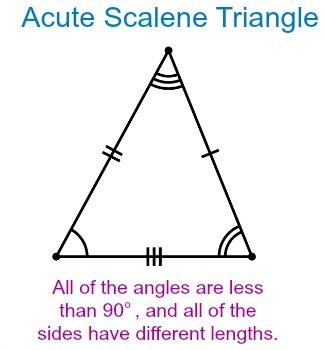 Acute Scalene Triangle
All of the angles are less
than 90°, and all of the
sides have different lengths.